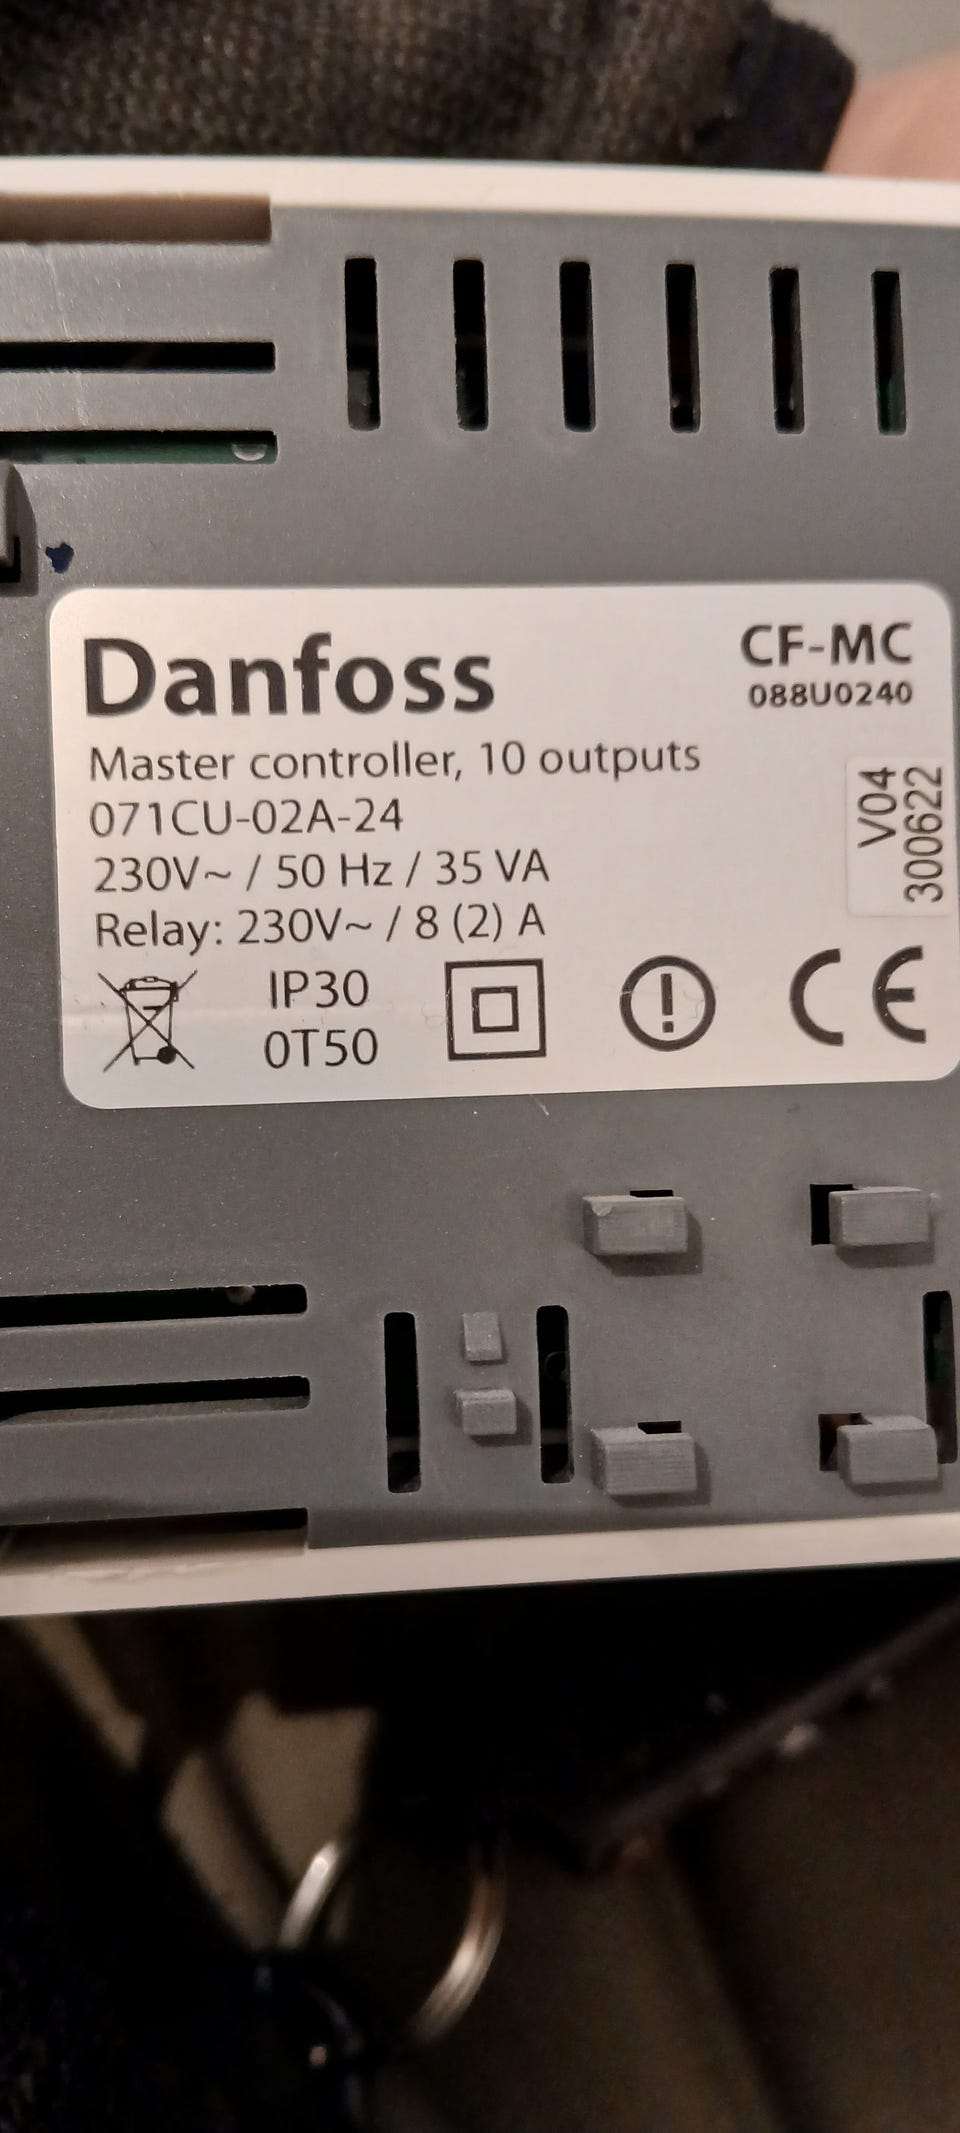 Danfoss
CF-MC
088U0240
Master controller, 10 outputs
071CU-02A-24
230V~ / 50 Hz / 35 VA
Relay: 230V~ / 8 (2) A
IP30
0T50
V04
300622
CE